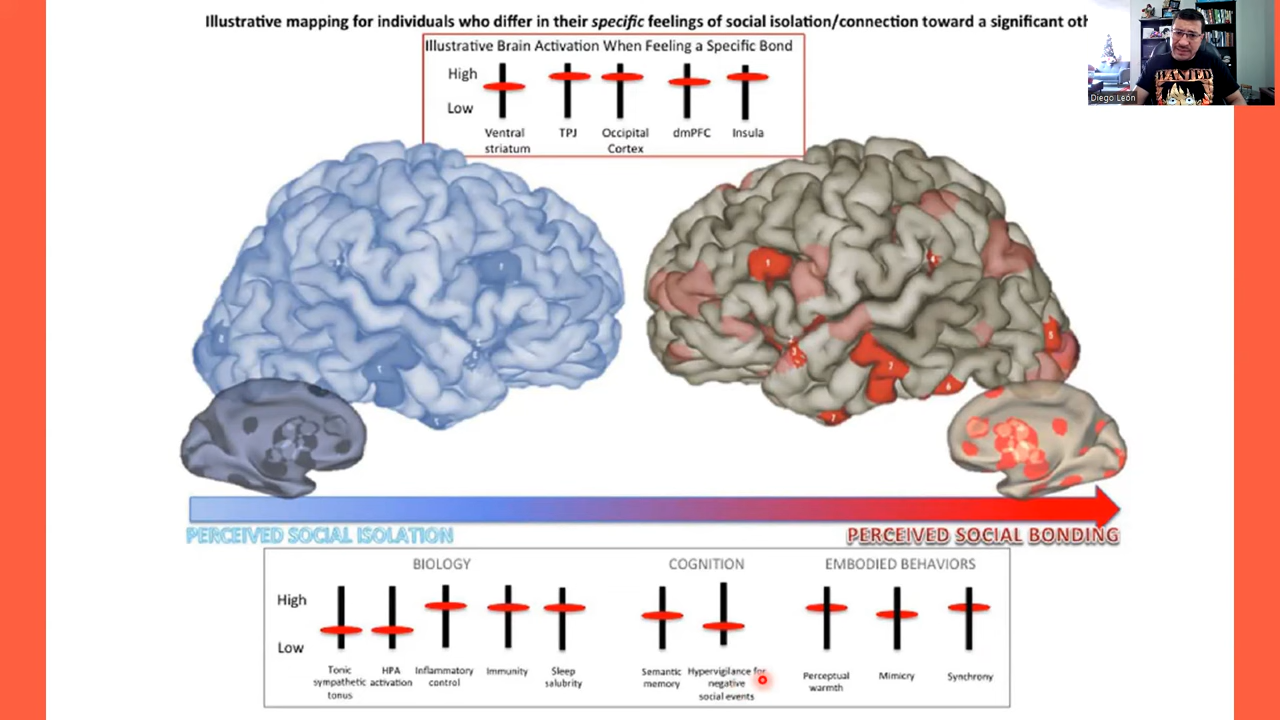 Illustrative mapping for individuals who differ in their specific feelings of social isolation/connection toward a significant oth
Diego León
WANTED
Illustrative Brain Activation When Feeling a Specific Bond
High
Low
Ventral
striatum
TPJ
Occipital
Cortex
dmPFC
Insula
PERCEIVED SOCIAL ISOLATION
PERCEIVED SOCIAL BONDING
BIOLOGY
COGNITION
EMBODIED BEHAVIORS
High
Low
Tonic
sympathetic
tonus
HPA
activation
Inflammatory
control
Immunity
Sleep
salubrity
Semantic
memory
Hypervigilance for
negative
social events
Perceptual
warmth
Mimicry
Synchrony